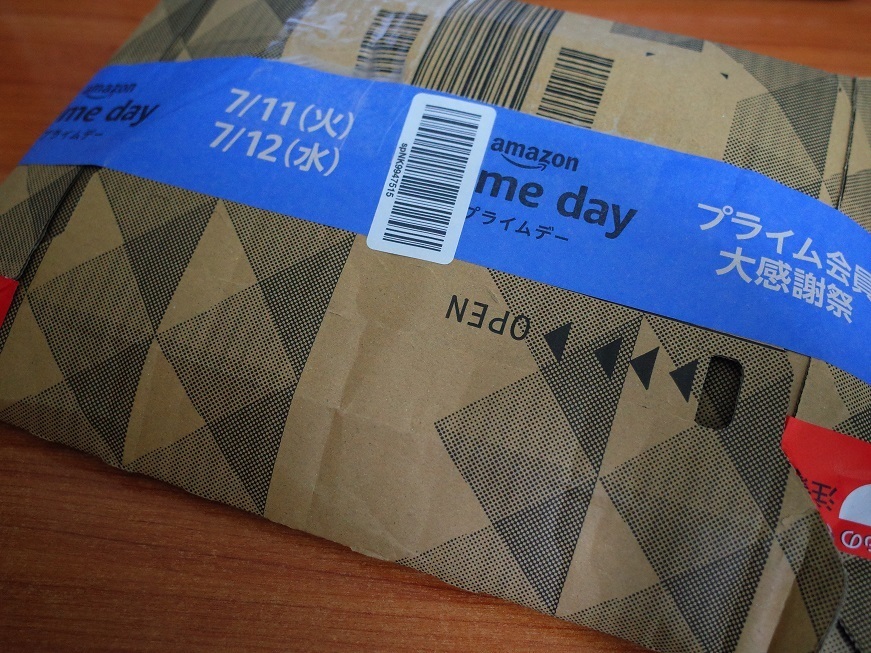 amazon
me day
プライムデー
7/11(火)
7/12(水)
spNK9947515
amazon
me day
プライムデー
プライム会員
大感謝祭
OPEN